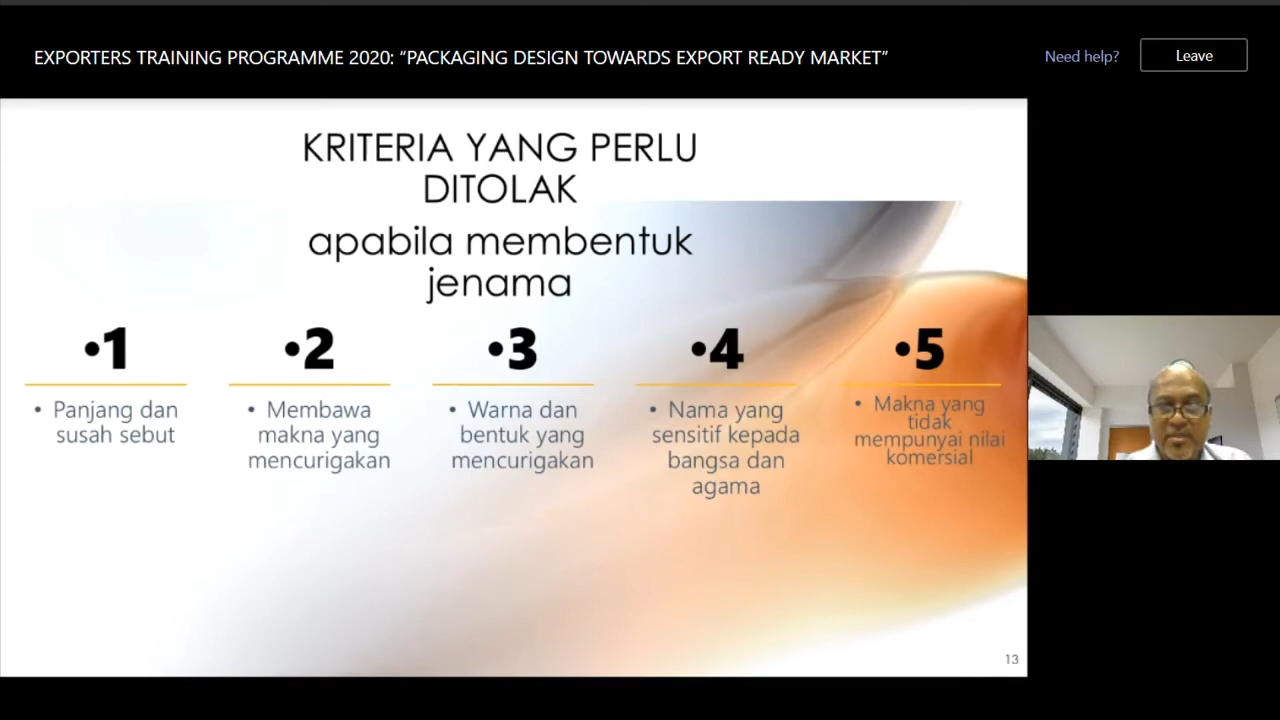 EXPORTERS TRAINING PROGRAMME 2020: “PACKAGING DESIGN TOWARDS EXPORT READY MARKET”
Need help?
Leave
KRITERIA YANG PERLU
DITOLAK
apabila membentuk
jenama
•1
• Panjang dan
susah sebut
•2
• Membawa
makna yang
mencurigakan
•3
• Warna dan
bentuk yang
mencurigakan
•4
• Nama yang
sensitif kepada
bangsa dan
agama
•5
• Makna yang
tidak
mempunyai nilai
komersial
13